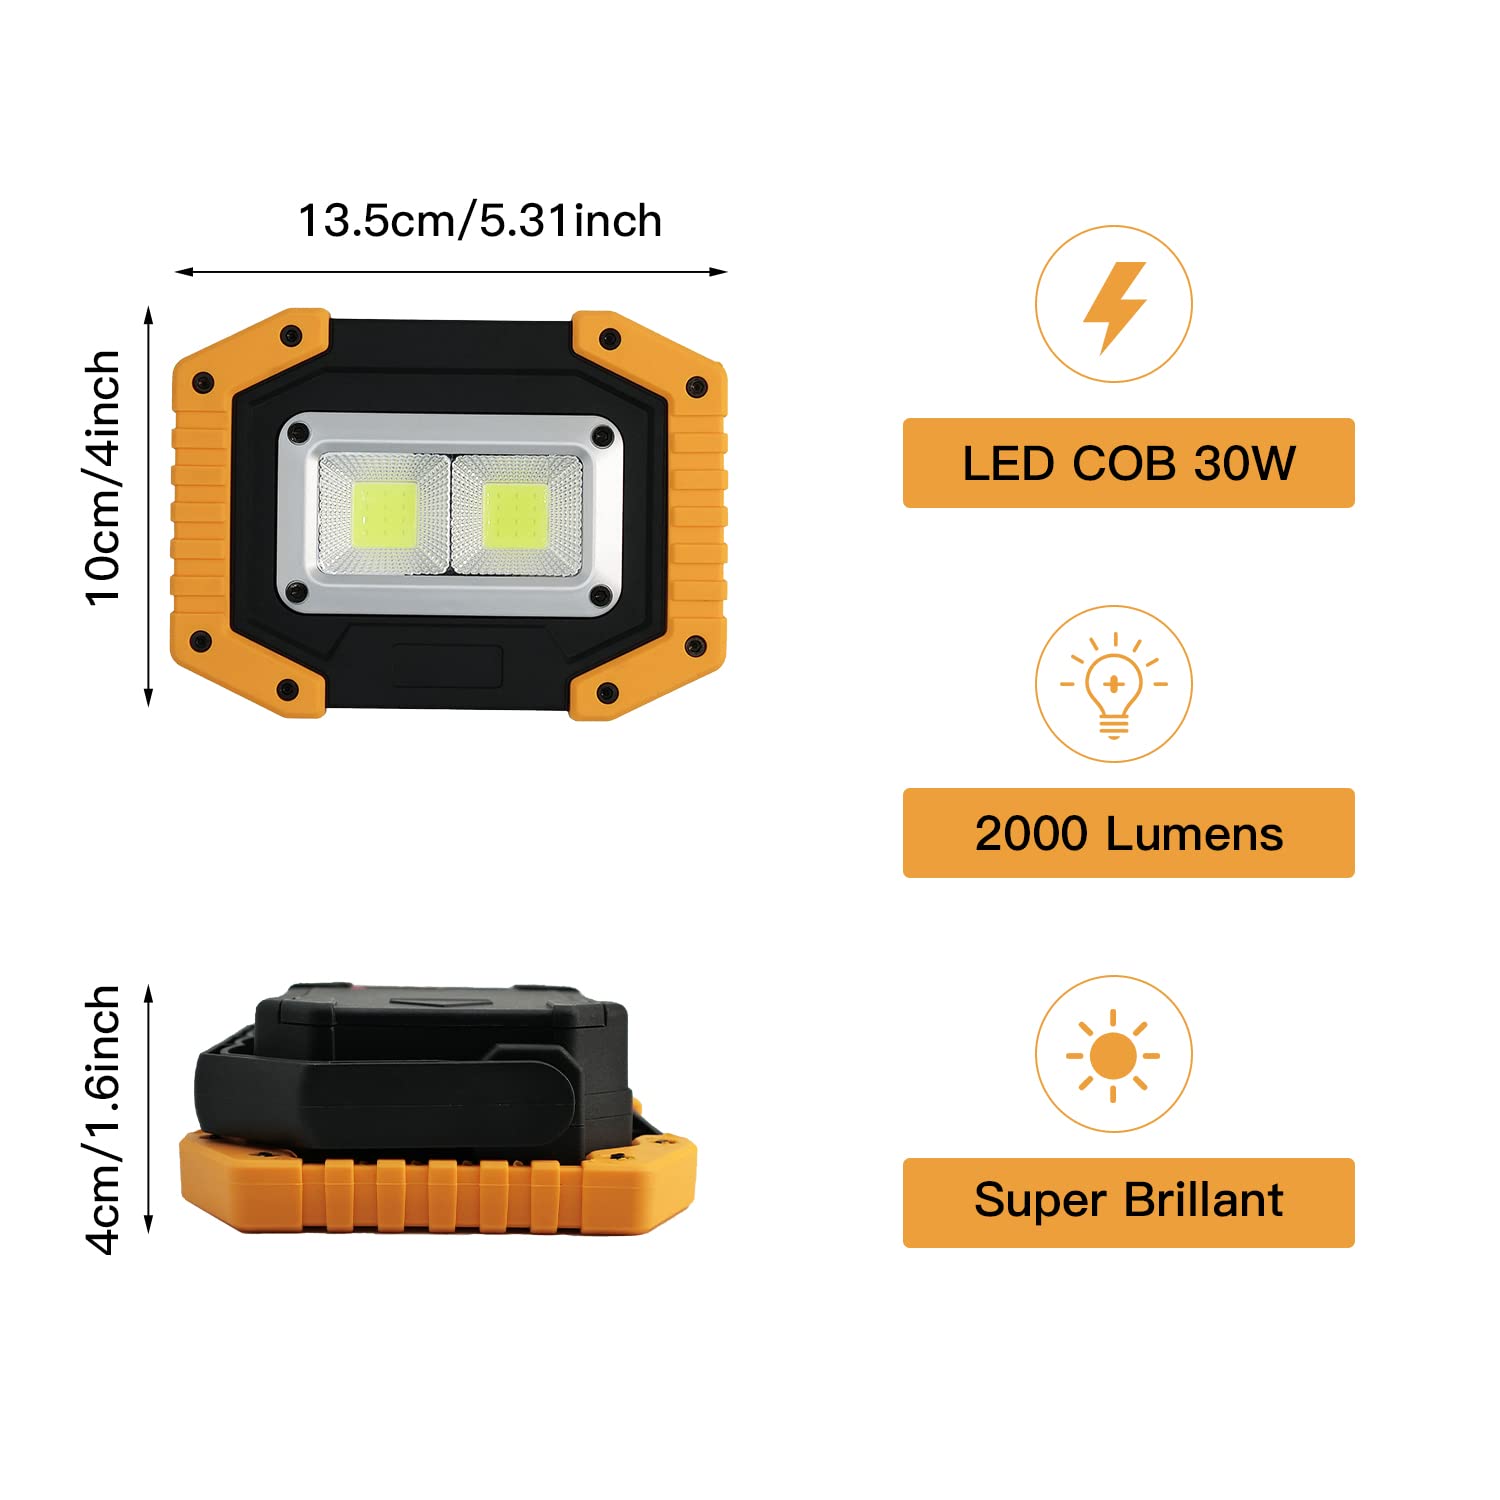 13.5cm/5.31inch
10cm/4inch
LED COB 30W
2000 Lumens
4cm/1.6inch
Super Brillant